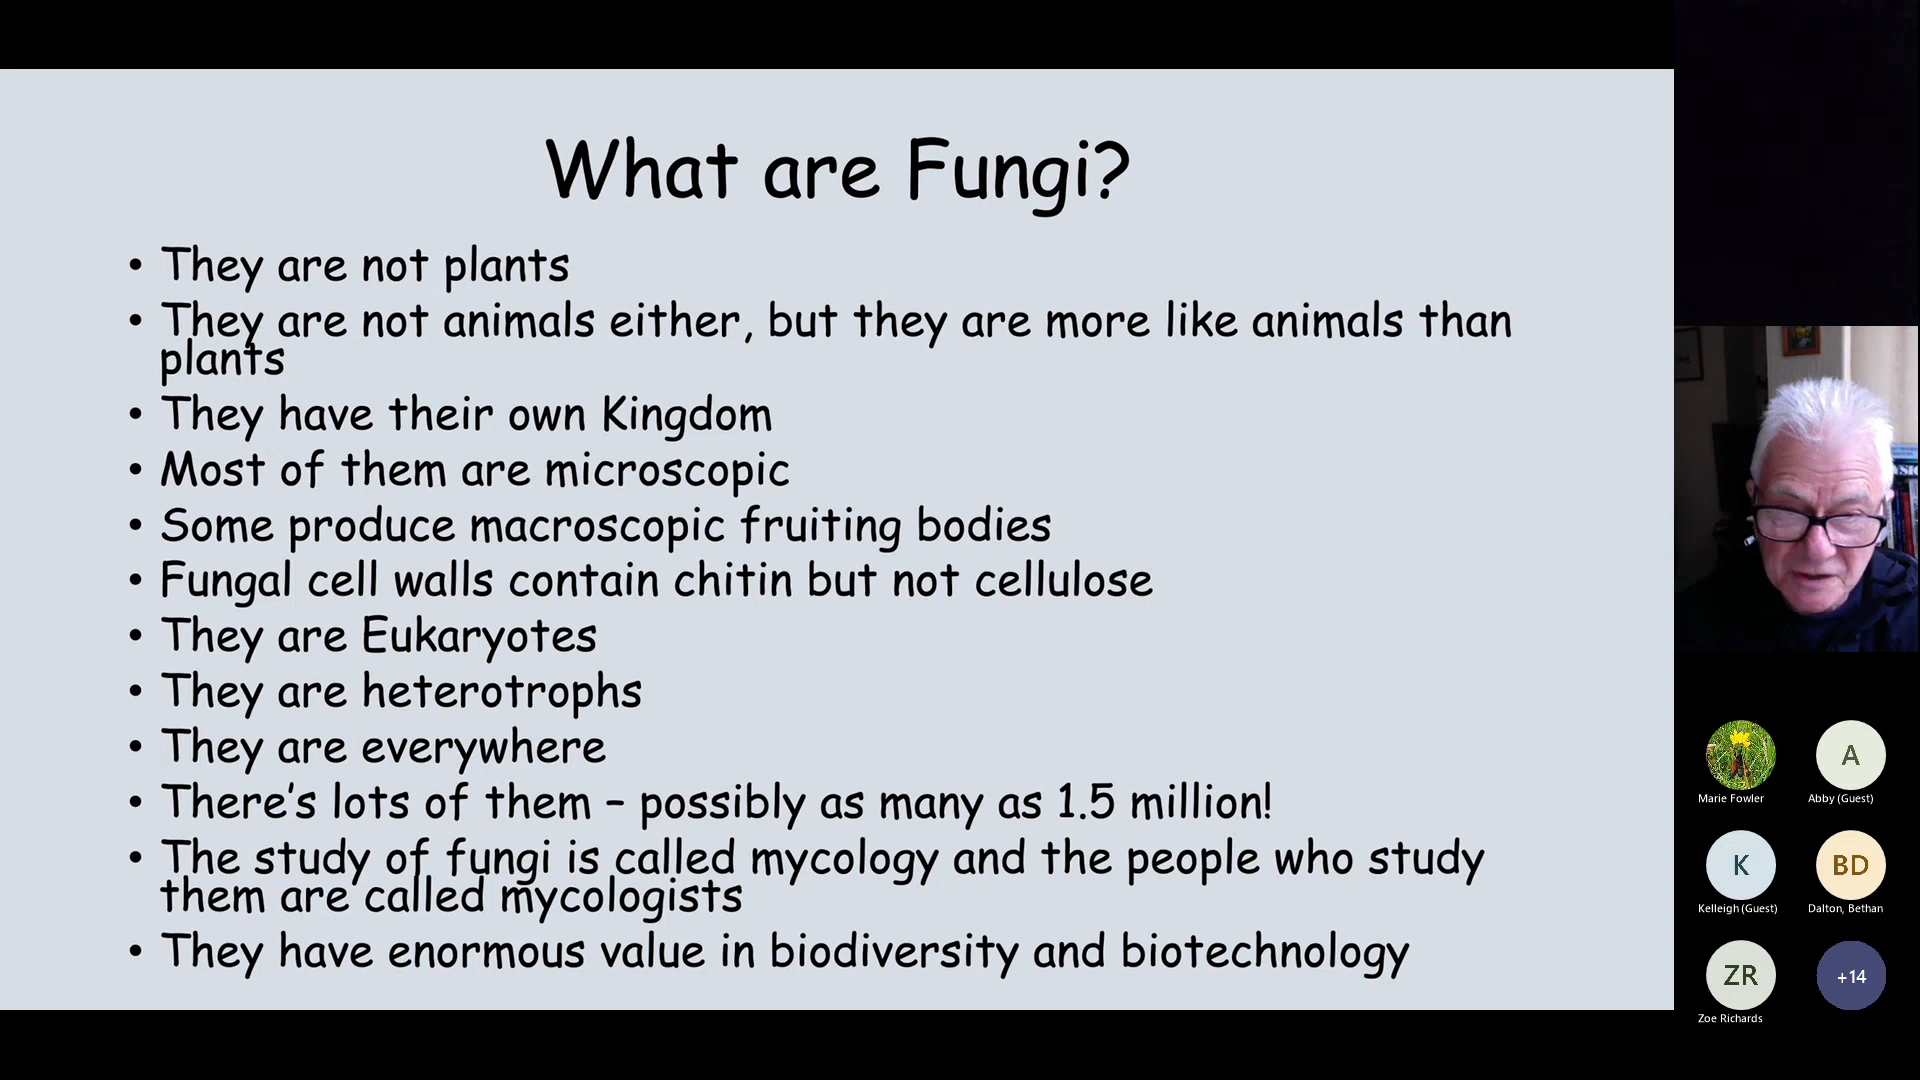 What are Fungi?
• They are not plants
• They are not animals either, but they are more like animals than
plants
• They have their own Kingdom
• Most of them are microscopic
• Some produce macroscopic fruiting bodies
• Fungal cell walls contain chitin but not cellulose
• They are Eukaryotes
• They are heterotrophs
• They are everywhere
• There's lots of them – possibly as many as 1.5 million!
• The study of fungi is called mycology and the people who study
them are called mycologists
• They have enormous value in biodiversity and biotechnology
A
Marie Fowler
Abby (Guest)
K
BD
Kelleigh (Guest)
Dalton, Bethan
ZR
+14
Zoe Richards